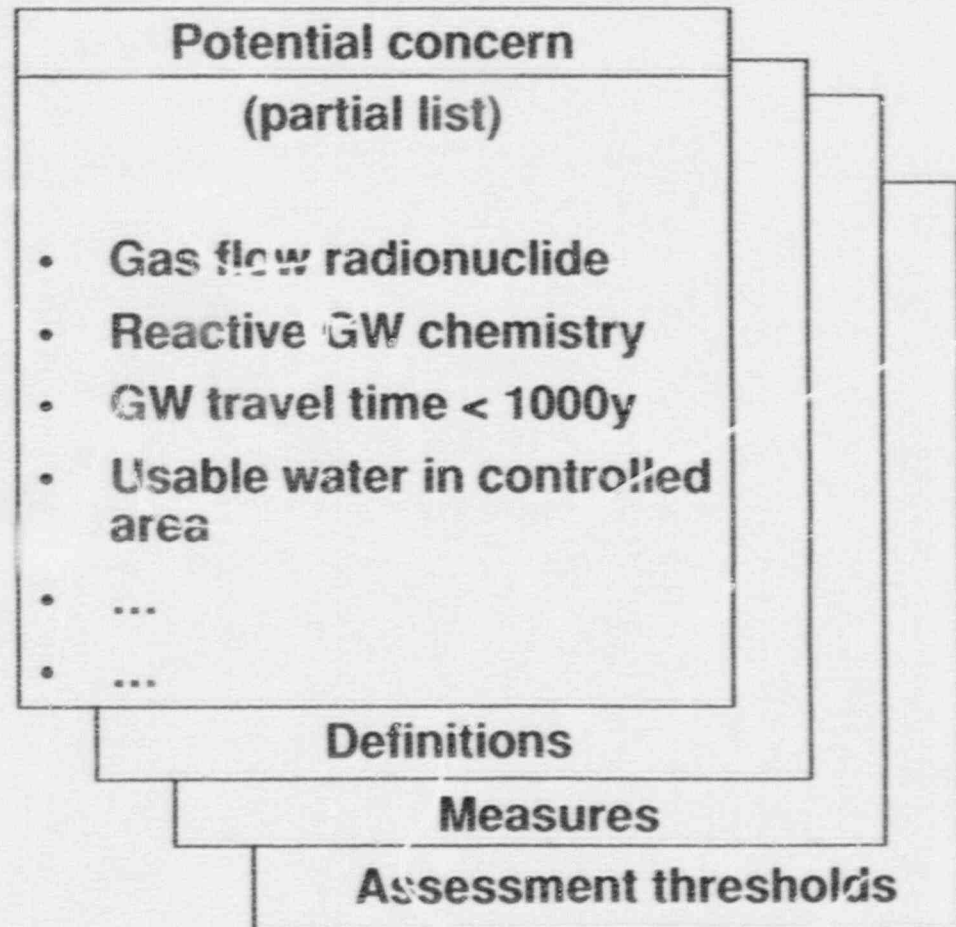 Potential concern
(partial list)
• Gas flow radionuclide
• Reactive GW chemistry
• GW travel time < 1000y
• Usable water in controlled
area
• ...
• ...
Definitions
Measures
Assessment thresholds